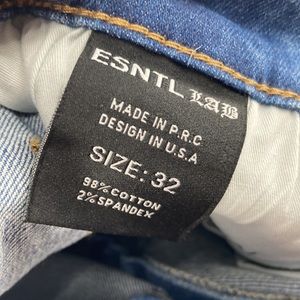 ESNTL LAB
MADE IN P.R.C
DESIGN IN U.S.A
SIZE: 32
98% COTTON
2% SPANDEX